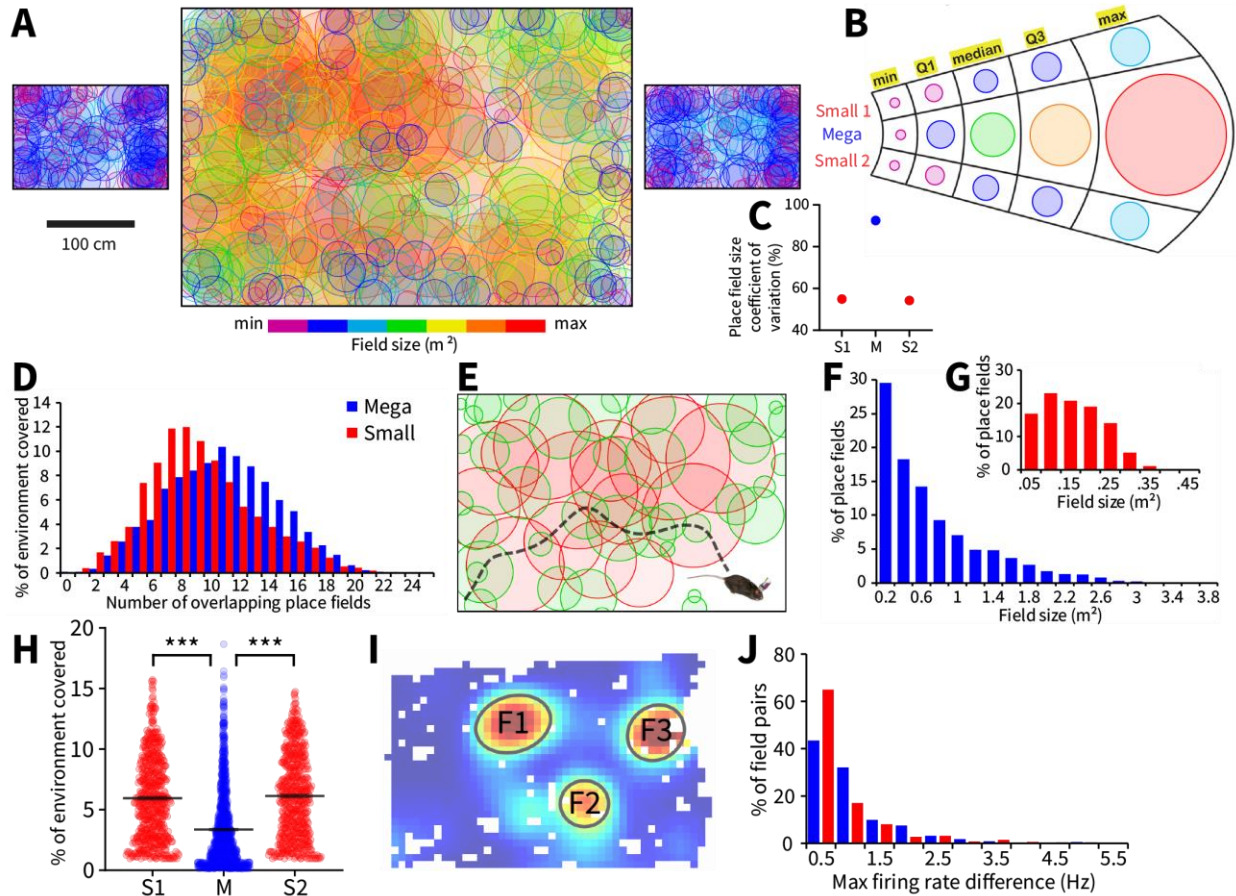 A
100 cm
min
max
Field size (m²)
B
min
Q1
median
Q3
max
Small 1
Mega
Small 2
C
Place field size
coefficient of
variation (%)
100
80
60
40
S1 M S2
D
% of environment covered
14
12
10
8
6
4
2
0
0 2 4 6 8 10 12 14 16 18 20 22 24
Number of overlapping place fields
Mega
Small
E
F
% of place fields
30
25
20
15
10
5
0
0.2 0.6 1 1.4 1.8 2.2 2.6 3 3.4 3.8
Field size (m²)
G
% of place fields
30
20
10
0
.05 .15 .25 .35 .45
Field size (m²)
H
% of environment covered
20
15
10
5
0
*** ***
S1 M S2
I
F1
F2
F3
J
% of field pairs
80
60
40
20
0
0.5 1.5 2.5 3.5 4.5 5.5
Max firing rate difference (Hz)